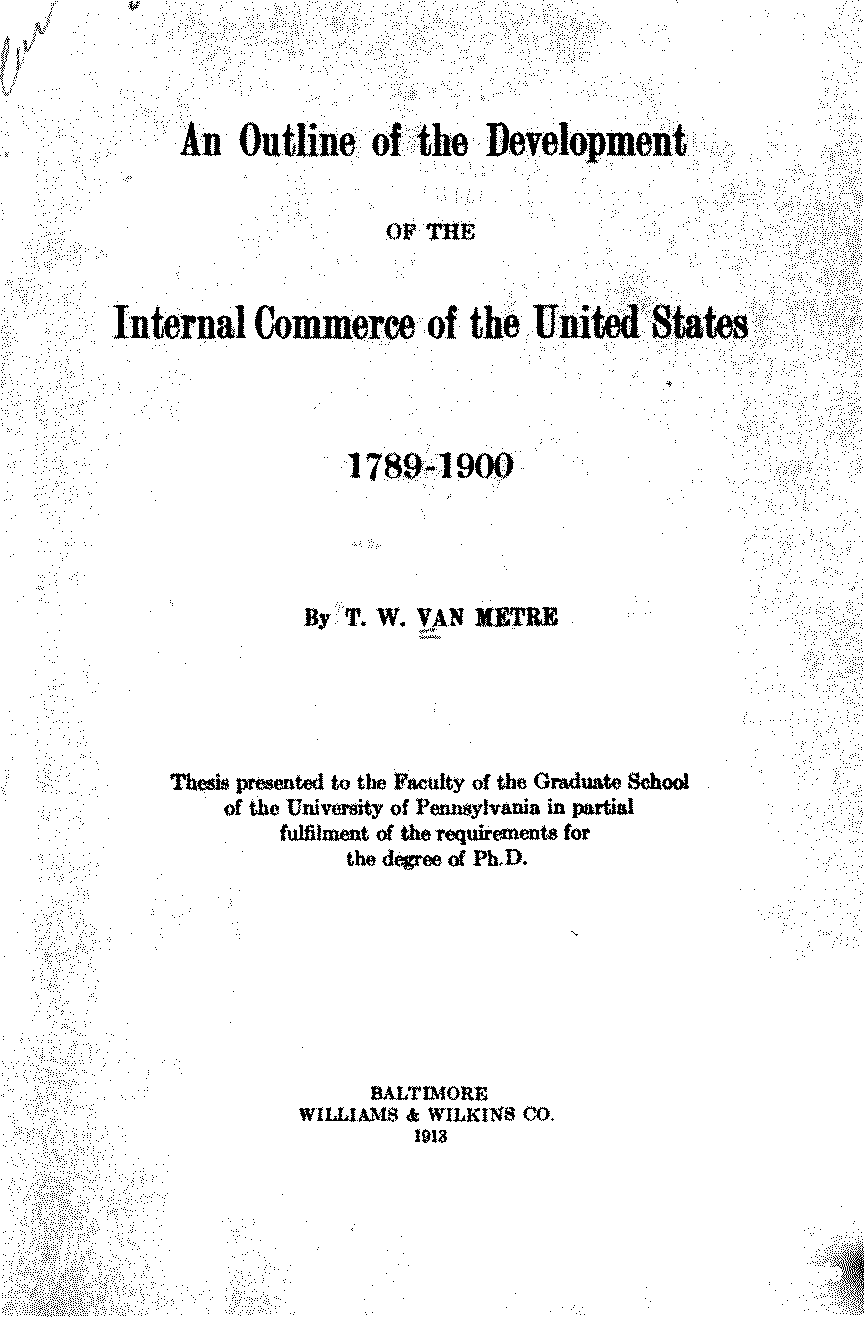 An Outline of the Development
OF THE
Internal Commerce of the United States
1789-1900
By T. W. VAN METRE
Thesis presented to the Faculty of the Graduate School
of the University of Pennsylvania in partial
fulfilment of the requirements for
the degree of Ph.D.
BALTIMORE
WILLIAMS & WILKINS CO.
1913